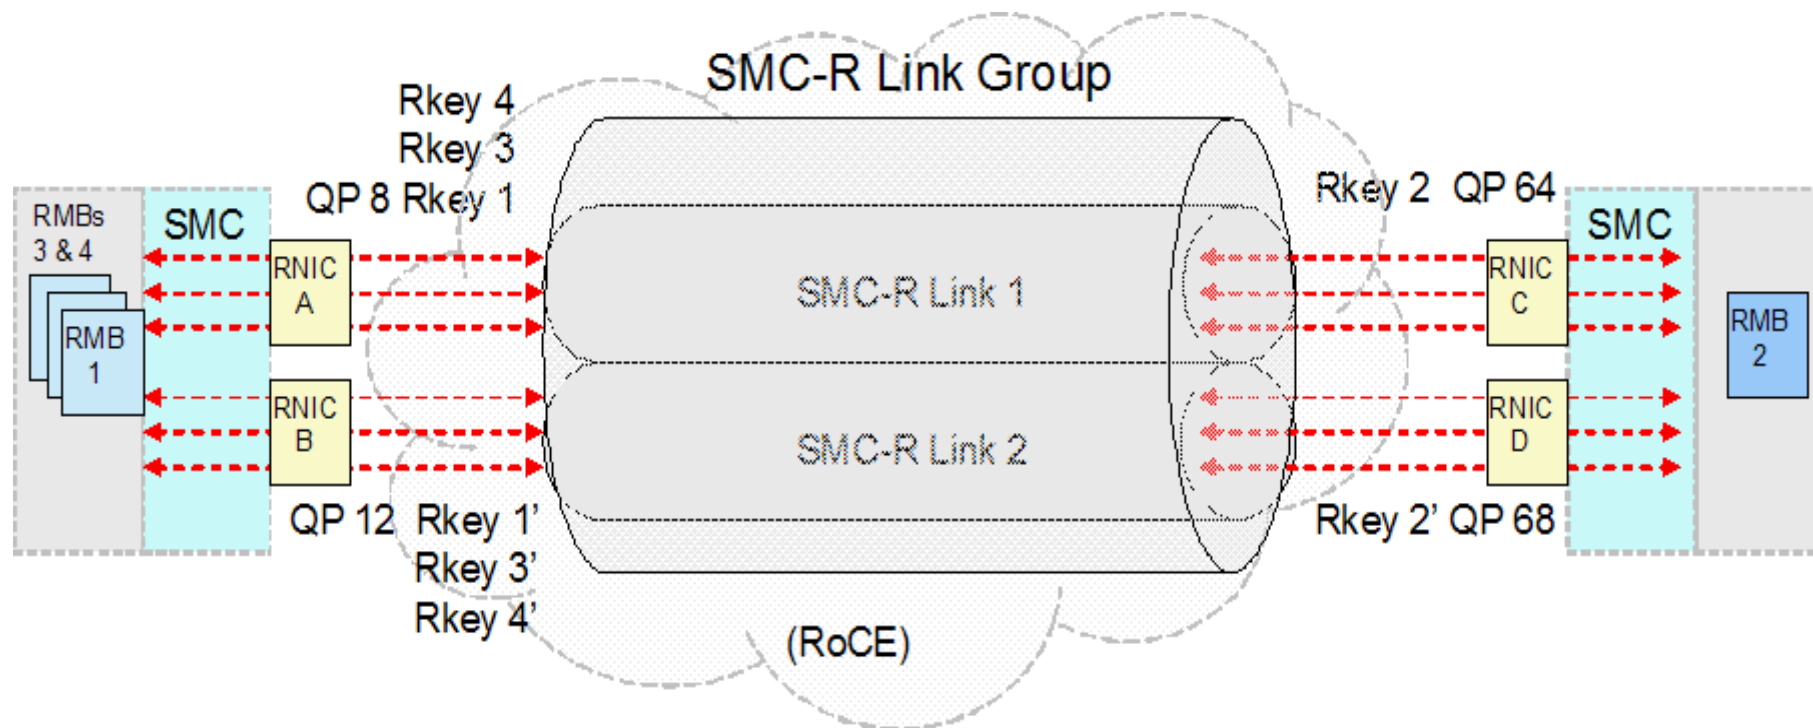 SMC-R Link Group
Rkey 4
Rkey 3
QP 8 Rkey 1
Rkey 2 QP 64
RMBs
3 & 4
SMC
RNIC
A
RMB
1
SMC-R Link 1
RNIC
C
SMC
RMB
2
RNIC
B
SMC-R Link 2
RNIC
D
QP 12 Rkey 1’
Rkey 3’
Rkey 4’
Rkey 2’ QP 68
(RoCE)